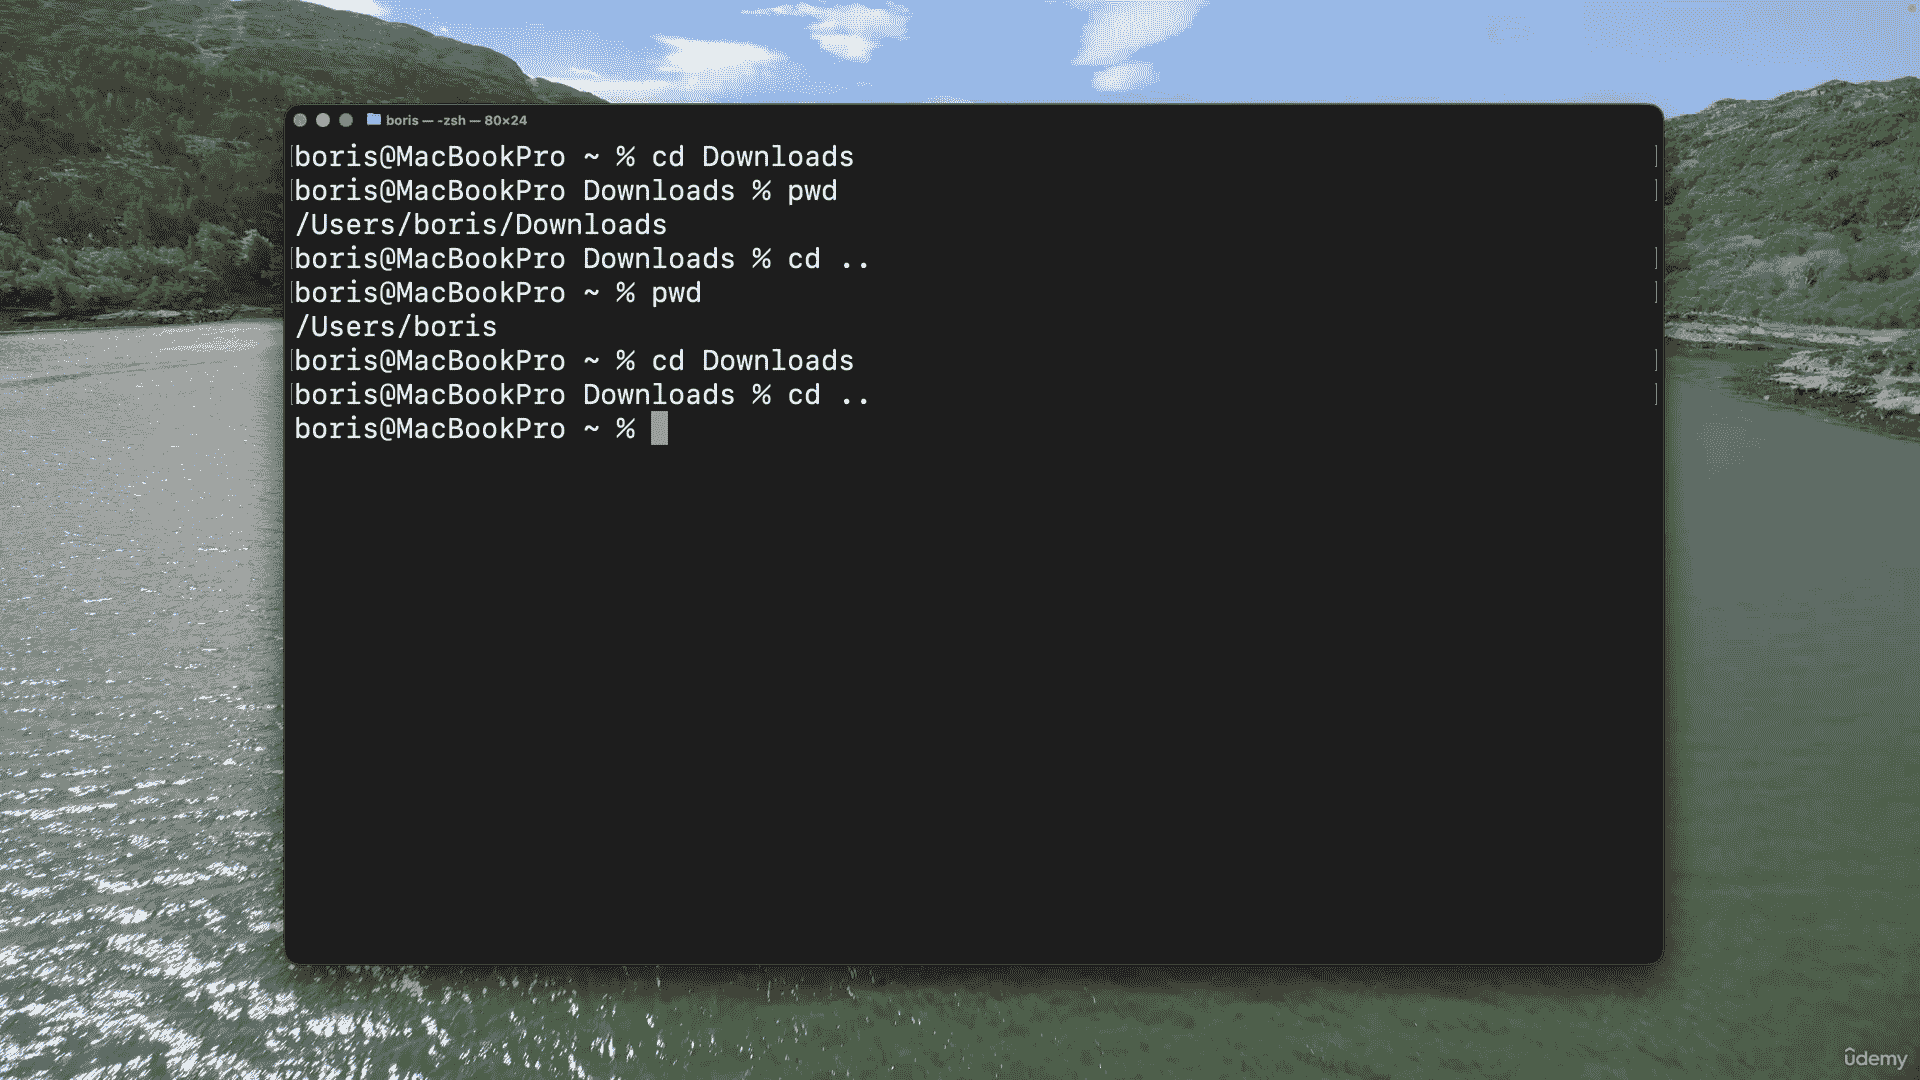 boris — -zsh — 80×24
boris@MacBookPro ~ % cd Downloads
boris@MacBookPro Downloads % pwd
/Users/boris/Downloads
boris@MacBookPro Downloads % cd ..
boris@MacBookPro ~ % pwd
/Users/boris
boris@MacBookPro ~ % cd Downloads
boris@MacBookPro Downloads % cd ..
boris@MacBookPro ~ %
ûdemy